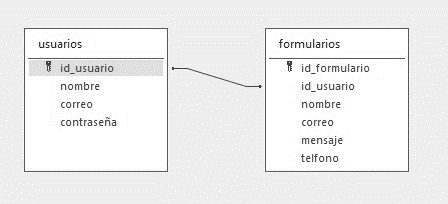 usuarios
id_usuario
nombre
correo
contraseña
formularios
id_formulario
id_usuario
nombre
correo
mensaje
telfono